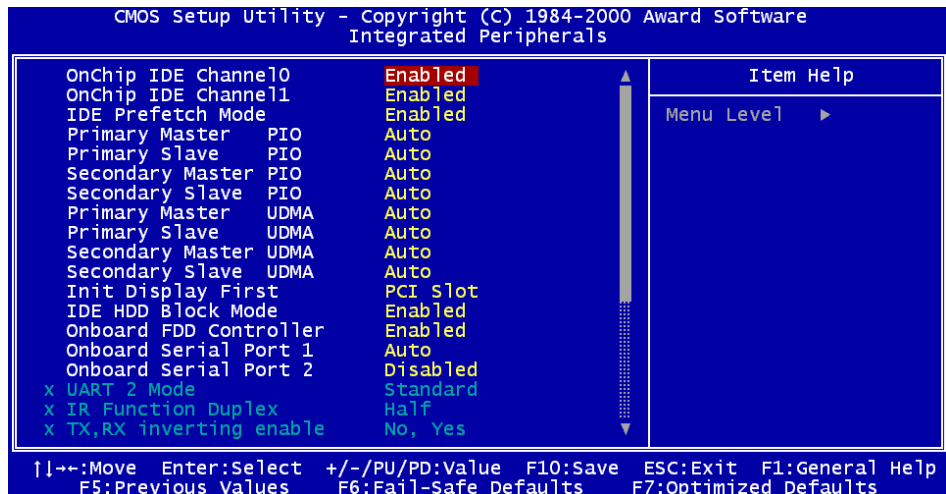 CMOS Setup Utility - Copyright (C) 1984-2000 Award Software
Integrated Peripherals
OnChip IDE Channel0 Enabled
OnChip IDE Channel1 Enabled
IDE Prefetch Mode Enabled
Primary Master PIO Auto
Primary Slave PIO Auto
Secondary Master PIO Auto
Secondary Slave PIO Auto
Primary Master UDMA Auto
Primary Slave UDMA Auto
Secondary Master UDMA Auto
Secondary Slave UDMA Auto
Init Display First PCI Slot
IDE HDD Block Mode Enabled
Onboard FDD Controller Enabled
Onboard Serial Port 1 Auto
Onboard Serial Port 2 Disabled
x UART 2 Mode Standard
x IR Function Duplex Half
x TX,RX inverting enable No, Yes
Item Help
Menu Level ▶
↑↓→←:Move Enter:Select +/-/PU/PD:Value F10:Save ESC:Exit F1:General Help
F5:Previous Values F6:Fail-Safe Defaults F7:Optimized Defaults